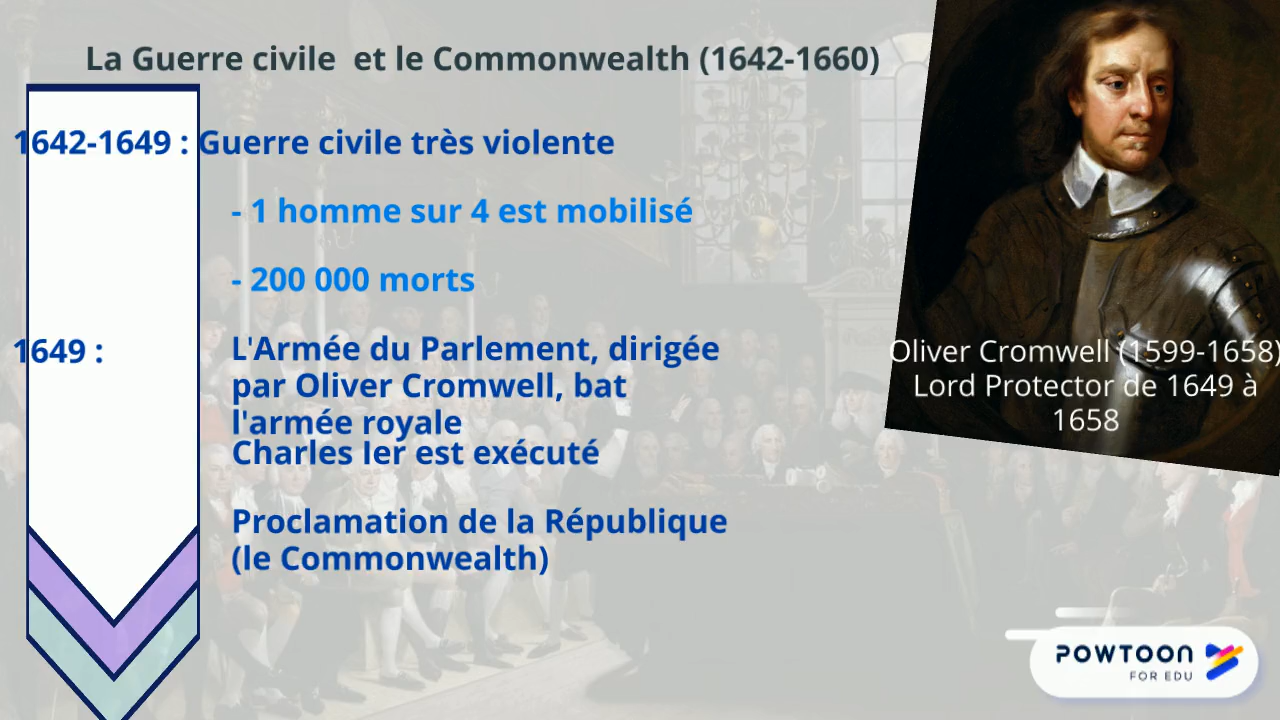 La Guerre civile et le Commonwealth (1642-1660)
1642-1649 : Guerre civile très violente
- 1 homme sur 4 est mobilisé
- 200 000 morts
1649 : L'Armée du Parlement, dirigée
par Oliver Cromwell, bat
l'armée royale
Charles Ier est exécuté
Proclamation de la République
(le Commonwealth)
Oliver Cromwell (1599-1658)
Lord Protector de 1649 à
1658
POWTOON
FOR EDU